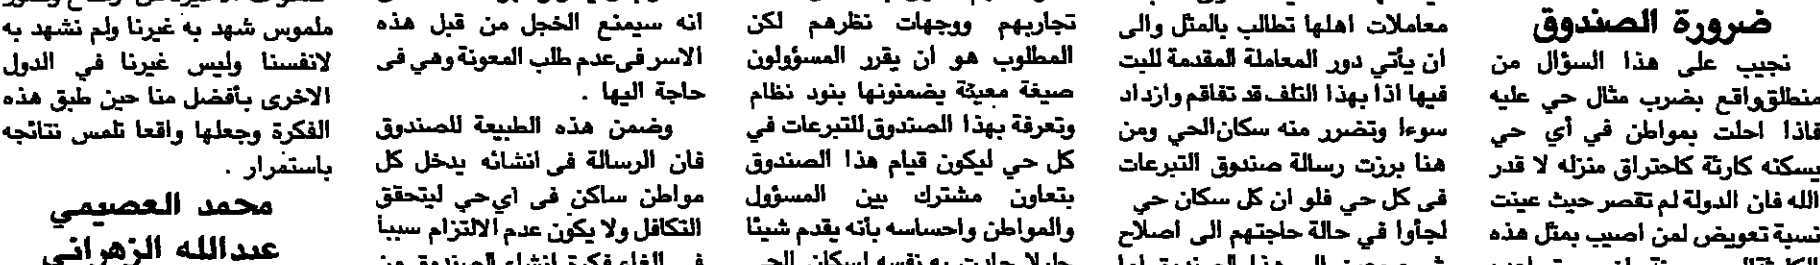 ضرورة الصندوق
نجيب على هذا السؤال من
منطلق واقع بضرب مثال حي عليه
فاذا احلت بمواطن في أي حي
يسكنه كارثة كاحتراق منزله لا قدر
الله فان الدولة لم تقصر حيث عينت
نسبة تعويض لمن اصيب بمثل هذه
معاملات اهلها تطالب بالمثل والى
ان يأتي دور المعاملة المقدمة للبت
فيها اذا بهذا التلف قد تفاقم وازداد
سوءا وتضرر منه سكان الحي ومن
هنا برزت رسالة صندوق التبرعات
فى كل حي فلو ان كل سكان حي
لجأوا في حالة حاجتهم الى اصلاح
تجاربهم ووجهات نظرهم لكن
المطلوب هو ان يقرر المسؤولون
صيغة معينة يضمنونها بنود نظام
وتعرفة بهذا الصندوق للتبرعات في
كل حي ليكون قيام هذا الصندوق
بتعاون مشترك بين المسؤول
والمواطن واحساسه بأنه يقدم شيئا
انه سيمنع الخجل من قبل هذه
الاسر فى عدم طلب المعونة وهي فى
حاجة اليها .
وضمن هذه الطبيعة للصندوق
فان الرسالة فى انشائه يدخل كل
مواطن ساكن فى اي حي ليتحقق
التكافل ولا يكون عدم الالتزام سببا
ملموس شهد به غيرنا ولم نشهد به
لانفسنا وليس غيرنا في الدول
الاخرى بأفضل منا حين طبق هذه
الفكرة وجعلها واقعا تلمس نتائجه
باستمرار .
محمد العصيمي
عبدالله الزهراني